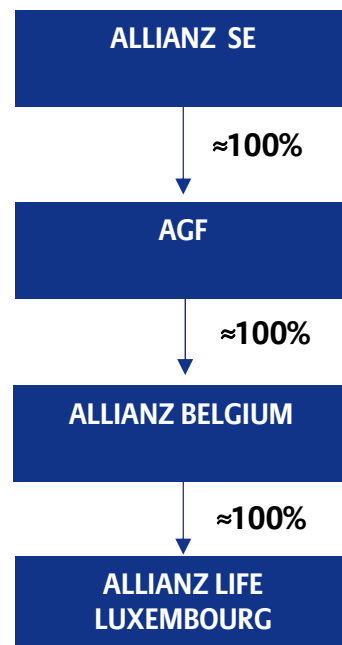 ALLIANZ SE
≈100%
AGF
≈100%
ALLIANZ BELGIUM
≈100%
ALLIANZ LIFE
LUXEMBOURG